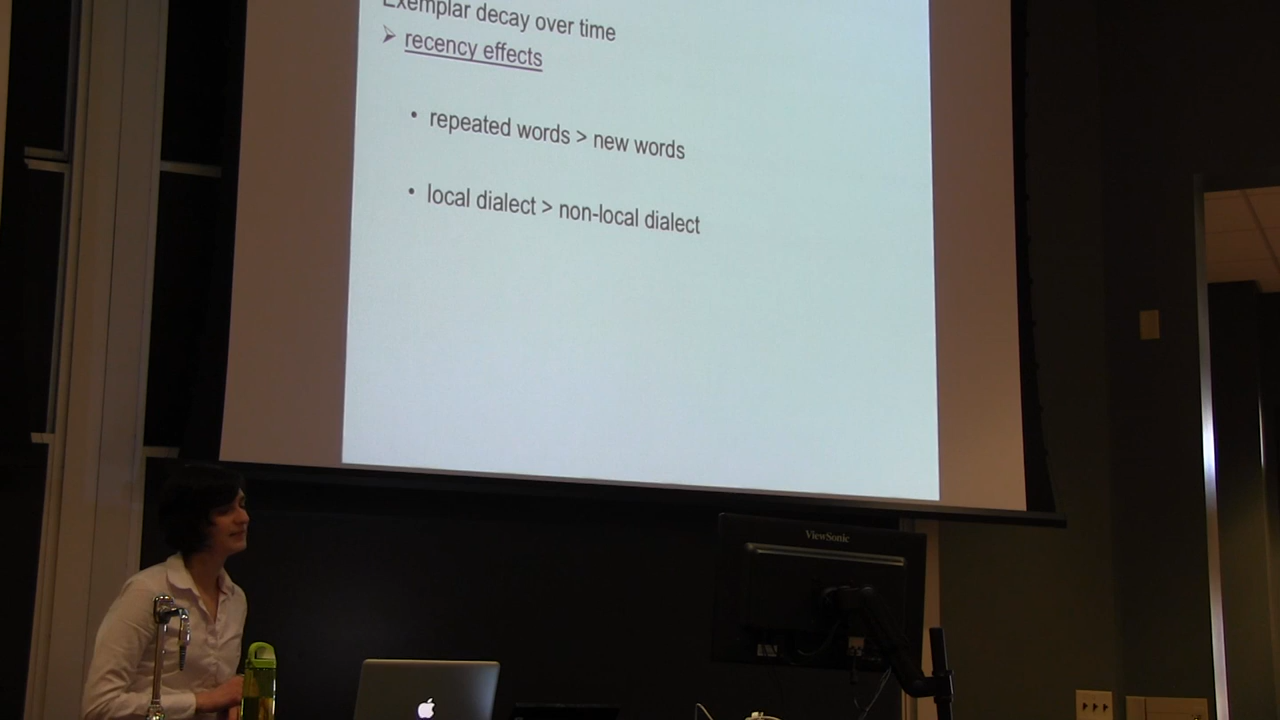 Exemplar decay over time
➢ recency effects
• repeated words > new words
• local dialect > non-local dialect
ViewSonic